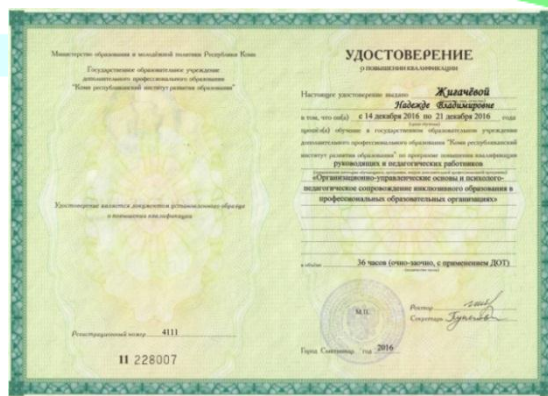 Министерство образования и молодёжной политики Республики Коми
Государственное образовательное учреждение
дополнительного профессионального образования
"Коми республиканский институт развития образования"
Удостоверение является документом установленного образца
о повышении квалификации
Регистрационный номер 4111
11 228007
УДОСТОВЕРЕНИЕ
О ПОВЫШЕНИИ КВАЛИФИКАЦИИ
Настоящее удостоверение выдано Жигачёвой
Надежде Владимировне
в том, что он(а) с 14 декабря 2016 по 21 декабря 2016 года
прошёл(а) обучение в государственном образовательном учреждении
дополнительного профессионального образования "Коми республиканский
институт развития образования" по программе повышения квалификации
руководящих и педагогических работников
«Организационно-управленческие основы и психолого-
педагогическое сопровождение инклюзивного образования в
профессиональных образовательных организациях»
в объёме 36 часов (очно-заочно, с применением ДОТ)
М.П.
Ректор
Секретарь
Город Сыктывкар год 2016